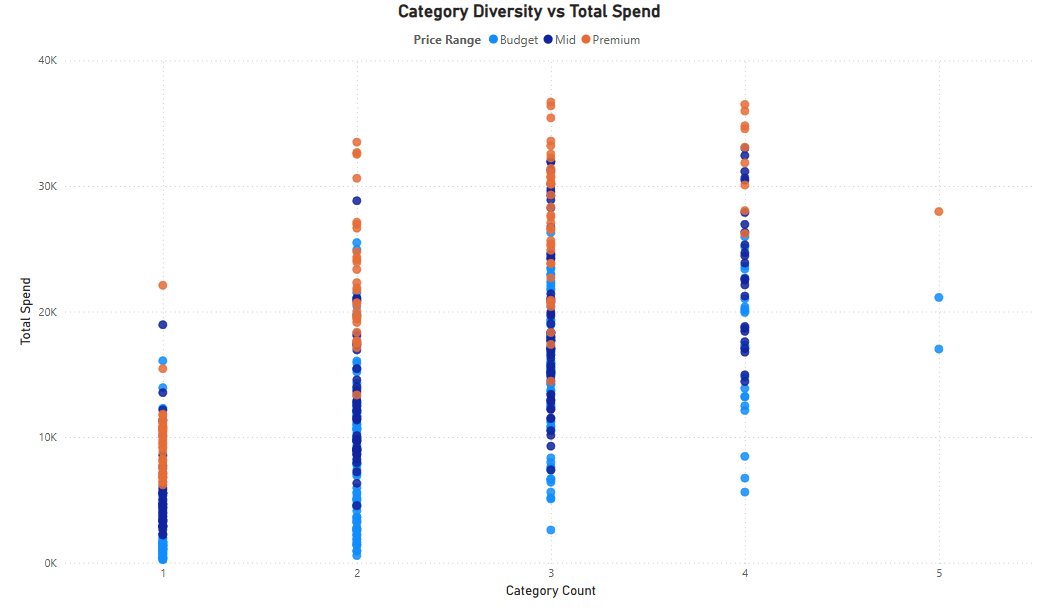 Category Diversity vs Total Spend
Price Range Budget Mid Premium
40K
30K
20K
10K
0K
Total Spend
1 2 3 4 5
Category Count